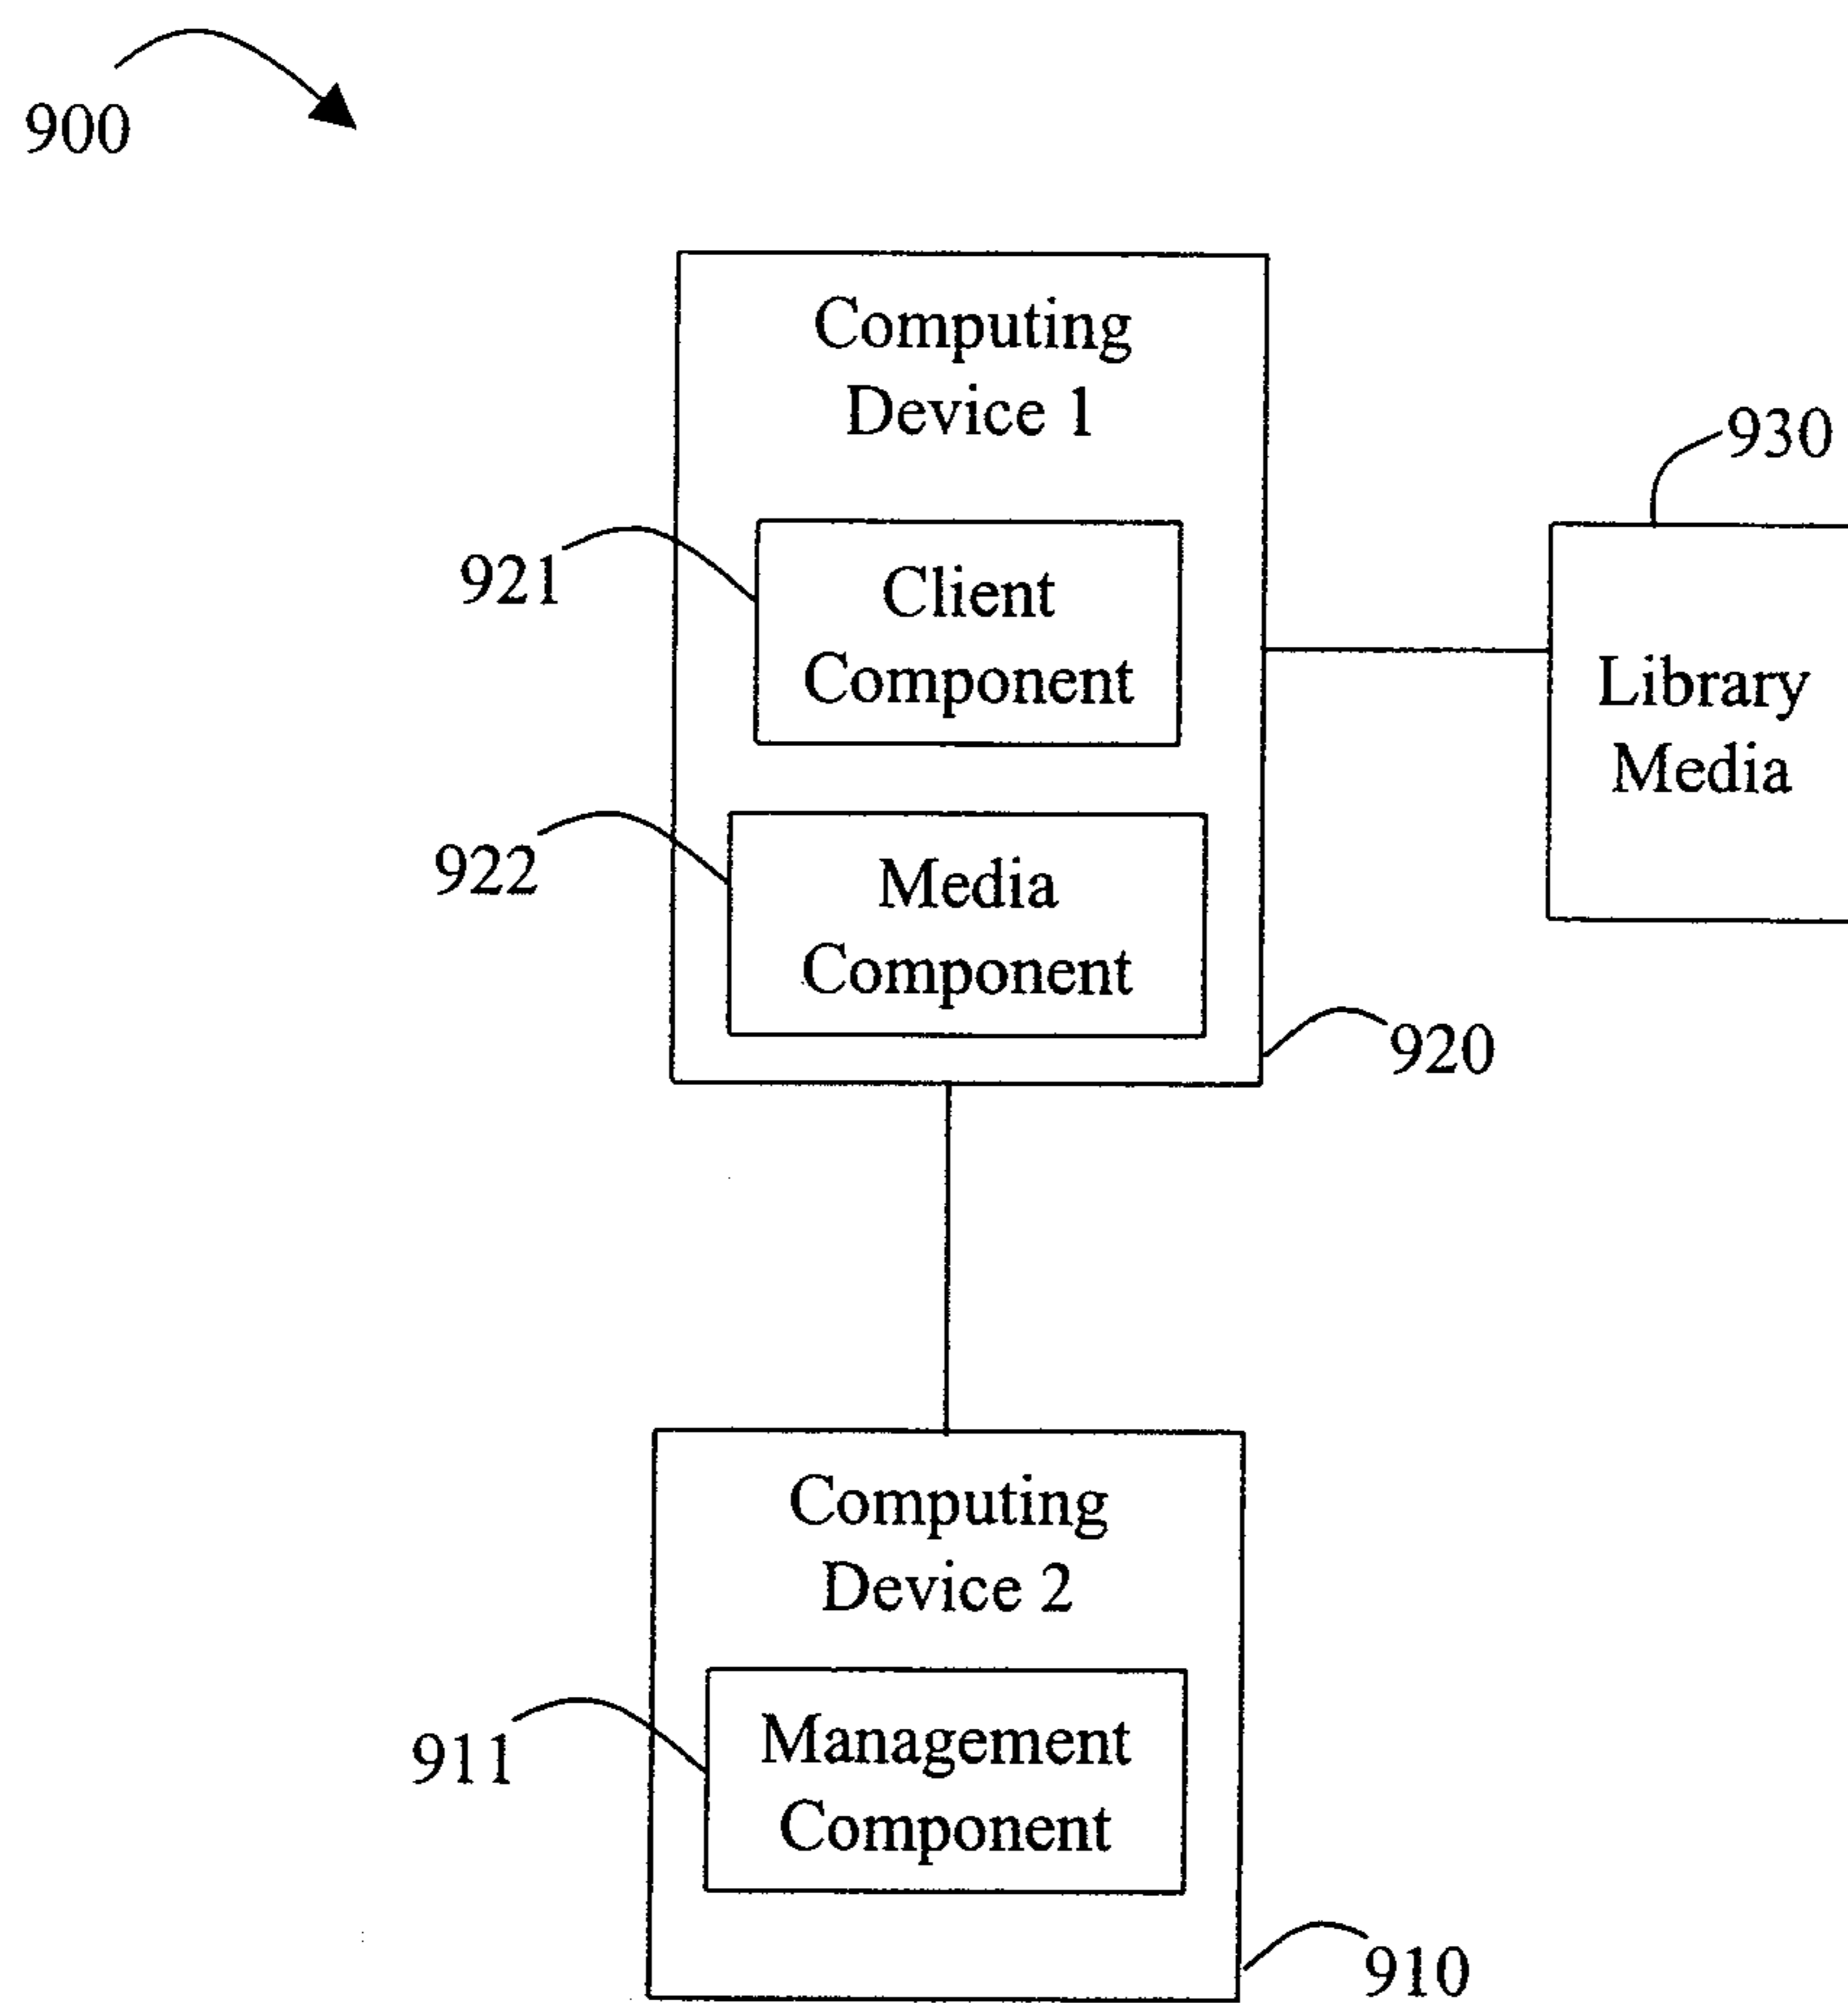 900
Computing
Device 1
930
921
Client
Component
Library
Media
922
Media
Component
920
Computing
Device 2
911
Management
Component
910